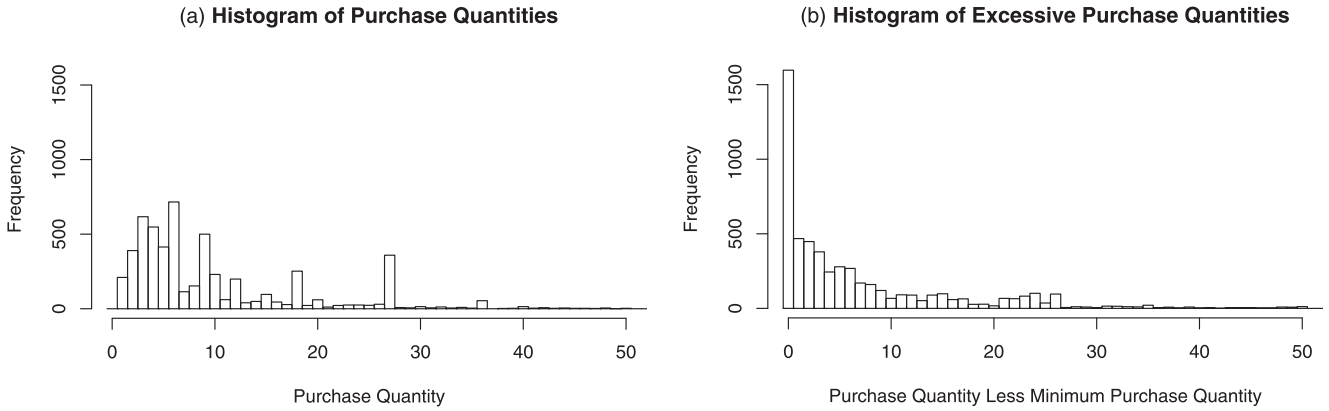 (a) Histogram of Purchase Quantities
Frequency
1500
1000
500
0
0 10 20 30 40 50
Purchase Quantity
(b) Histogram of Excessive Purchase Quantities
Frequency
1500
1000
500
0
0 10 20 30 40 50
Purchase Quantity Less Minimum Purchase Quantity